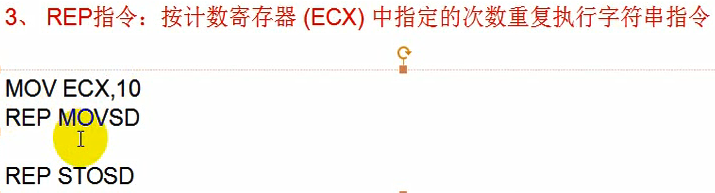 3、 REP指令：按计数寄存器 (ECX) 中指定的次数重复执行字符串指令
MOV ECX,10
REP MOVSD
REP STOSD